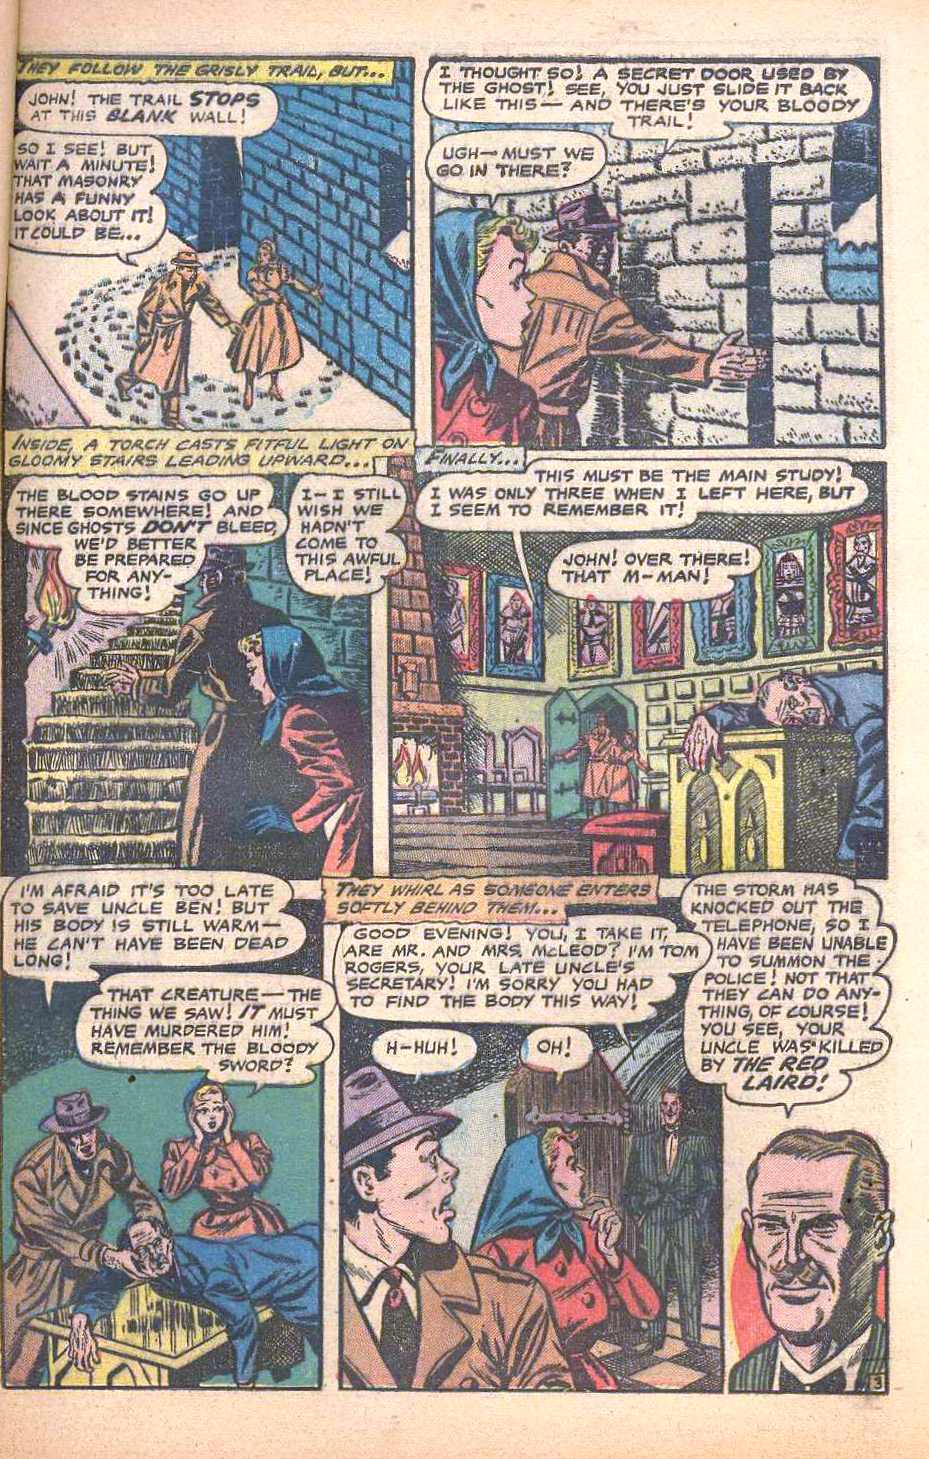 THEY FOLLOW THE GRISLY TRAIL, BUT...
JOHN! THE TRAIL STOPS
AT THIS BLANK WALL!
SO I SEE! BUT
WAIT A MINUTE!
THAT MASONRY
HAS A FUNNY
LOOK ABOUT IT!
IT COULD BE...
I THOUGHT SO! A SECRET DOOR USED BY
THE GHOST! SEE, YOU JUST SLIDE IT BACK
LIKE THIS— AND THERE'S YOUR BLOODY
TRAIL!
UGH— MUST WE
GO IN THERE?
INSIDE, A TORCH CASTS FITFUL LIGHT ON
GLOOMY STAIRS LEADING UPWARD...
THE BLOOD STAINS GO UP
THERE SOMEWHERE! AND
SINCE GHOSTS DON'T BLEED,
WE'D BETTER
BE PREPARED
FOR ANY-
THING!
I-I STILL
WISH WE
HADN'T
COME TO
THIS AWFUL
PLACE!
FINALLY...
THIS MUST BE THE MAIN STUDY!
I WAS ONLY THREE WHEN I LEFT HERE, BUT
I SEEM TO REMEMBER IT!
JOHN! OVER THERE!
THAT M-MAN!
I'M AFRAID IT'S TOO LATE
TO SAVE UNCLE BEN! BUT
HIS BODY IS STILL WARM—
HE CAN'T HAVE BEEN DEAD
LONG!
THAT CREATURE— THE
THING WE SAW! IT MUST
HAVE MURDERED HIM!
REMEMBER THE BLOODY
SWORD?
THEY WHIRL AS SOMEONE ENTERS
SOFTLY BEHIND THEM...
GOOD EVENING! YOU, I TAKE IT,
ARE MR. AND MRS. McLEOD? I'M TOM
ROGERS, YOUR LATE UNCLE'S
SECRETARY! I'M SORRY YOU HAD
TO FIND THE BODY THIS WAY!
H-HUH!
OH!
THE STORM HAS
KNOCKED OUT THE
TELEPHONE, SO I
HAVE BEEN UNABLE
TO SUMMON THE
POLICE! NOT THAT
THEY CAN DO ANY-
THING, OF COURSE!
YOU SEE, YOUR
UNCLE WAS KILLED
BY THE RED
LAIRD!
3